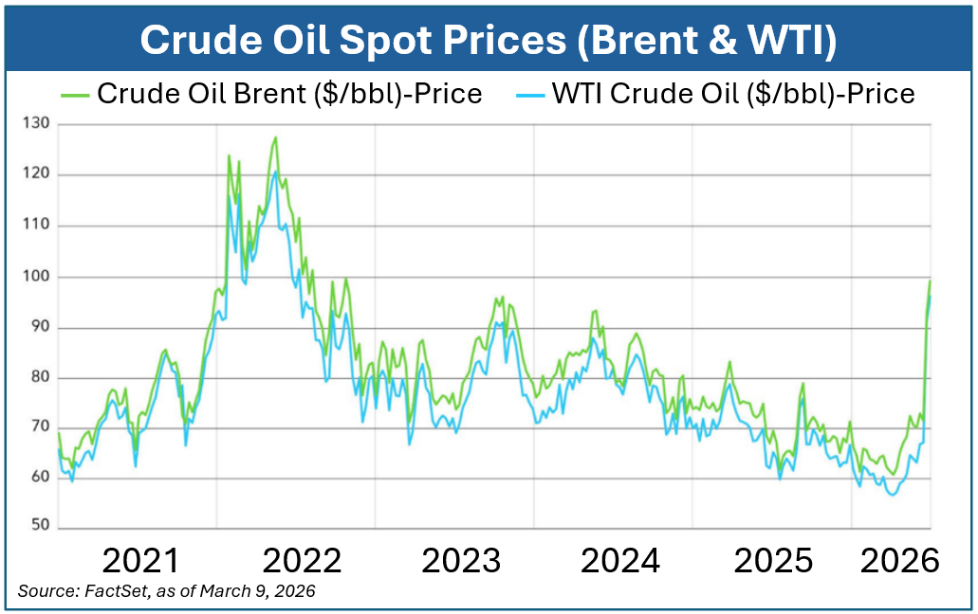 Crude Oil Spot Prices (Brent & WTI)
Crude Oil Brent ($/bbl)-Price WTI Crude Oil ($/bbl)-Price
130
120
110
100
90
80
70
60
50
2021 2022 2023 2024 2025 2026
Source: FactSet, as of March 9, 2026